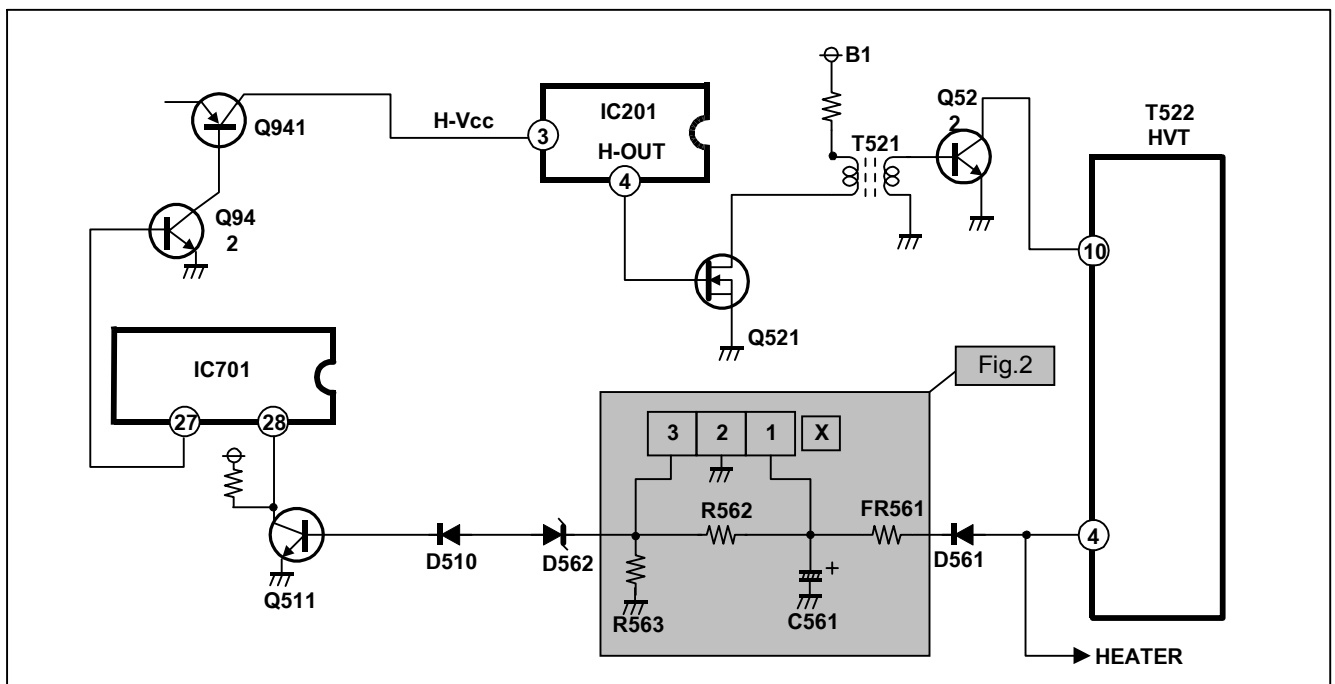 B1
Q941
H-Vcc
IC201
3
H-OUT
4
T521
Q52
2
T522
HVT
Q94
2
10
Q521
IC701
27
28
Fig.2
3 2 1 X
R562
FR561
D510
D562
D561
4
Q511
R563
+
C561
HEATER